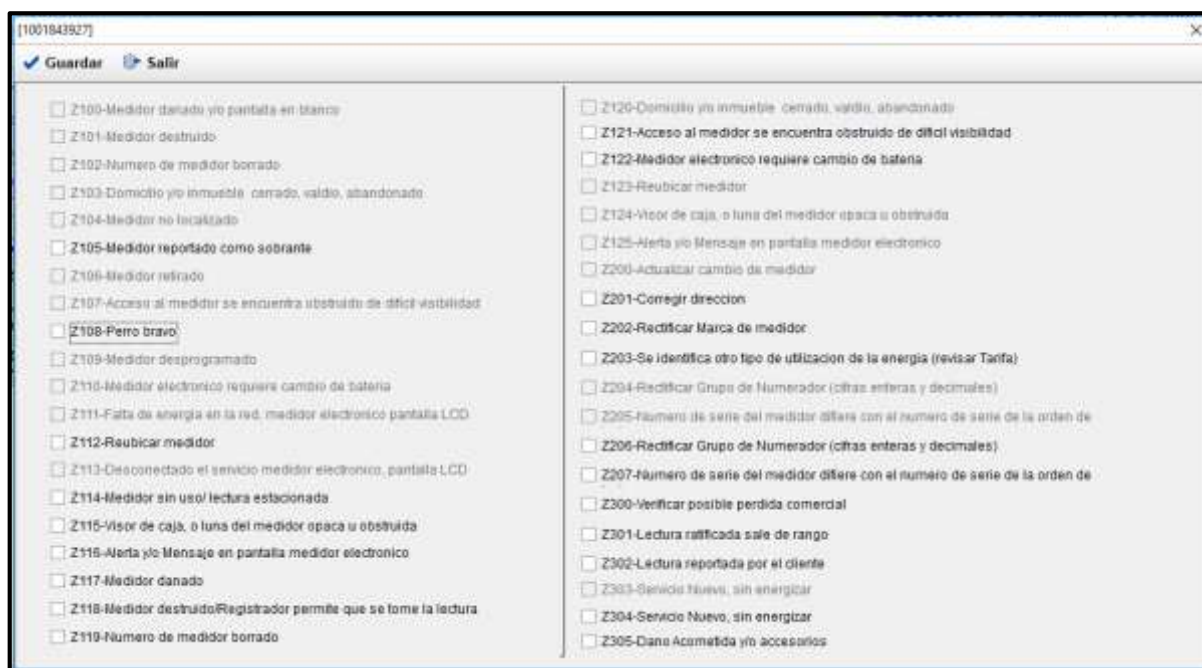 [1001843927]
Guardar Salir
Z100-Medidor danado y/o pantalla en blanco
Z101-Medidor destruido
Z102-Numero de medidor borrado
Z103-Domicilio y/o inmueble cerrado, valdio, abandonado
Z104-Medidor no localizado
Z105-Medidor reportado como sobrante
Z106-Medidor retirado
Z107-Acceso al medidor se encuentra obstruido de dificil visibilidad
Z108-Perro bravo
Z109-Medidor desprogramado
Z110-Medidor electronico requiere cambio de bateria
Z111-Falta de energia en la red, medidor electronico pantalla LCD
Z112-Reubicar medidor
Z113-Desconectado el servicio medidor electronico, pantalla LCD
Z114-Medidor sin uso/ lectura estacionada
Z115-Visor de caja, o luna del medidor opaca u obstruida
Z116-Alerta y/o Mensaje en pantalla medidor electronico
Z117-Medidor danado
Z118-Medidor destruido/Registrador permite que se tome la lectura
Z119-Numero de medidor borrado
Z120-Domicilio y/o inmueble cerrado, valdio, abandonado
Z121-Acceso al medidor se encuentra obstruido de dificil visibilidad
Z122-Medidor electronico requiere cambio de bateria
Z123-Reubicar medidor
Z124-Visor de caja, o luna del medidor opaca u obstruida
Z125-Alerta y/o Mensaje en pantalla medidor electronico
Z200-Actualizar cambio de medidor
Z201-Corregir direccion
Z202-Rectificar Marca de medidor
Z203-Se identifica otro tipo de utilizacion de la energia (revisar Tarifa)
Z204-Rectificar Grupo de Numerador (cifras enteras y decimales)
Z205-Numero de serie del medidor difiere con el numero de serie de la orden de
Z206-Rectificar Grupo de Numerador (cifras enteras y decimales)
Z207-Numero de serie del medidor difiere con el numero de serie de la orden de
Z300-Verificar posible perdida comercial
Z301-Lectura ratificada sale de rango
Z302-Lectura reportada por el cliente
Z303-Servicio Nuevo, sin energizar
Z304-Servicio Nuevo, sin energizar
Z305-Dano Acometida y/o accesorios